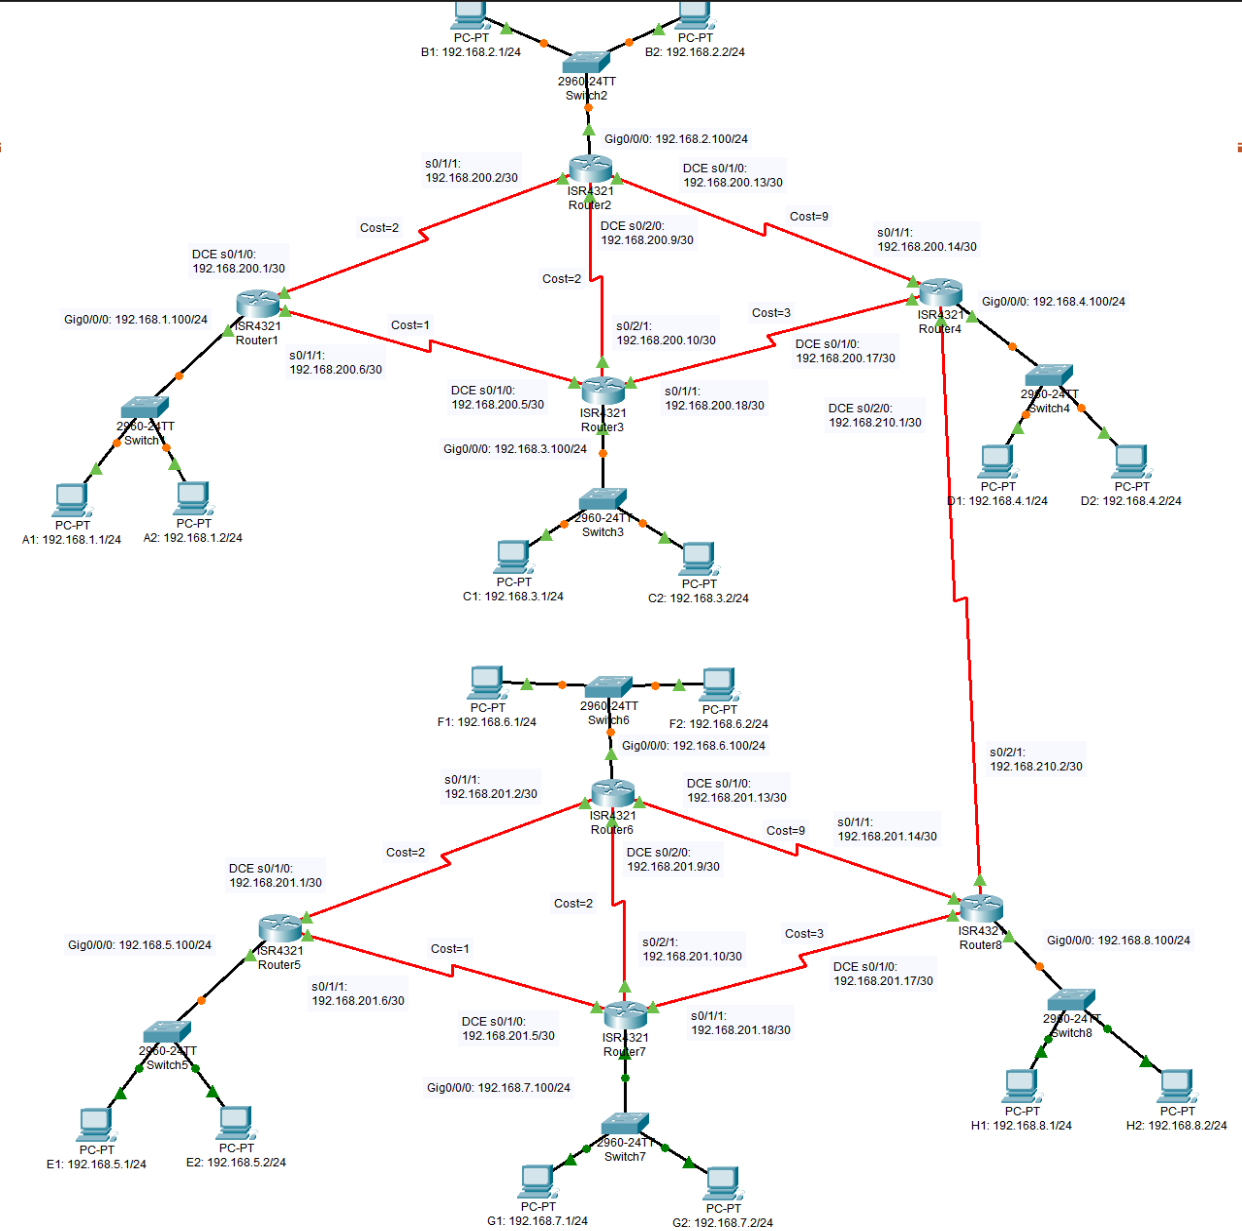 PC-PT
B1: 192.168.2.1/24
PC-PT
B2: 192.168.2.2/24
2960-24TT
Switch2
Gig0/0/0: 192.168.2.100/24
s0/1/1:
192.168.200.2/30
DCE s0/1/0:
192.168.200.13/30
ISR4321
Router2
Cost=2
DCE s0/2/0:
192.168.200.9/30
Cost=9
s0/1/1:
192.168.200.14/30
DCE s0/1/0:
192.168.200.1/30
Cost=2
Gig0/0/0: 192.168.1.100/24
ISR4321
Router1
Cost=1
s0/1/1:
192.168.200.6/30
s0/2/1:
192.168.200.10/30
Cost=3
ISR4321
Router4
Gig0/0/0: 192.168.4.100/24
DCE s0/1/0:
192.168.200.17/30
DCE s0/1/0:
192.168.200.5/30
ISR4321
Router3
s0/1/1:
192.168.200.18/30
DCE s0/2/0:
192.168.210.1/30
2960-24TT
Switch4
2960-24TT
Switch1
Gig0/0/0: 192.168.3.100/24
PC-PT
D1: 192.168.4.1/24
PC-PT
D2: 192.168.4.2/24
PC-PT
A1: 192.168.1.1/24
PC-PT
A2: 192.168.1.2/24
2960-24TT
Switch3
PC-PT
C1: 192.168.3.1/24
PC-PT
C2: 192.168.3.2/24
PC-PT
F1: 192.168.6.1/24
2960-24TT
Switch6
PC-PT
F2: 192.168.6.2/24
Gig0/0/0: 192.168.6.100/24
s0/2/1:
192.168.210.2/30
s0/1/1:
192.168.201.2/30
DCE s0/1/0:
192.168.201.13/30
ISR4321
Router6
Cost=9
s0/1/1:
192.168.201.14/30
Cost=2
DCE s0/2/0:
192.168.201.9/30
DCE s0/1/0:
192.168.201.1/30
Cost=2
Gig0/0/0: 192.168.5.100/24
ISR4321
Router5
Cost=1
s0/2/1:
192.168.201.10/30
Cost=3
ISR4321
Router8
Gig0/0/0: 192.168.8.100/24
s0/1/1:
192.168.201.6/30
DCE s0/1/0:
192.168.201.17/30
DCE s0/1/0:
192.168.201.5/30
ISR4321
Router7
s0/1/1:
192.168.201.18/30
2960-24TT
Switch8
2960-24TT
Switch5
Gig0/0/0: 192.168.7.100/24
PC-PT
H1: 192.168.8.1/24
PC-PT
H2: 192.168.8.2/24
PC-PT
E1: 192.168.5.1/24
PC-PT
E2: 192.168.5.2/24
2960-24TT
Switch7
PC-PT
G1: 192.168.7.1/24
PC-PT
G2: 192.168.7.2/24